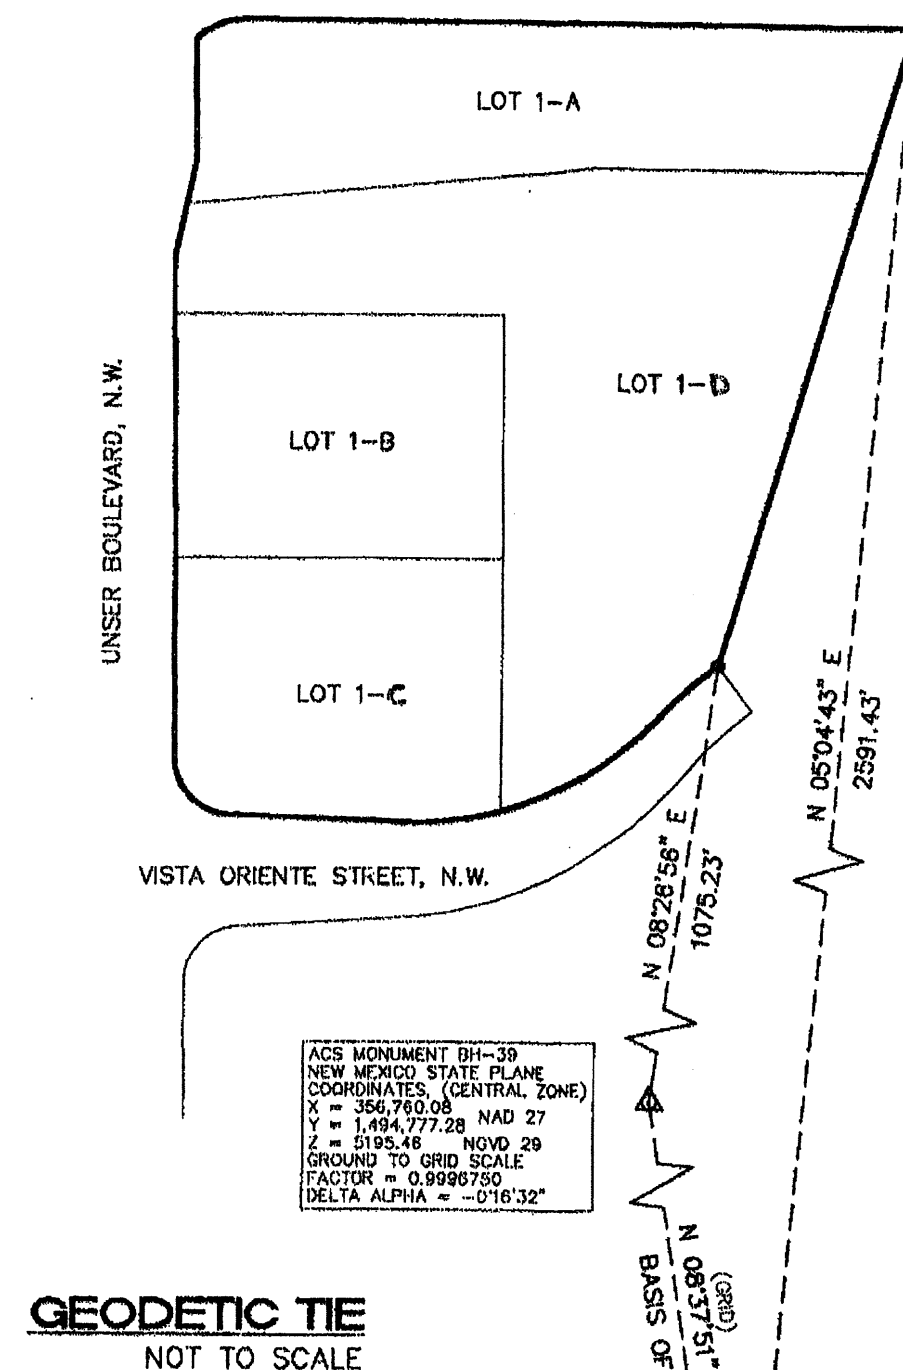 LOT 1-A
LOT 1-D
LOT 1-B
UNSER BOULEVARD, N.W.
LOT 1-C
N 05°04'43" E
2591.43'
VISTA ORIENTE STREET, N.W.
N 08°28'56" E
1075.23'
ACS MONUMENT BH-39
NEW MEXICO STATE PLANE
COORDINATES, (CENTRAL ZONE)
X = 356,760.08
Y = 1,494,777.28 NAD 27
Z = 5195.46 NGVD 29
GROUND TO GRID SCALE
FACTOR = 0.9996750
DELTA ALPHA = -0°16'32"
(GRID)
N 08°37'51"
BASIS OF
GEODETIC TIE
NOT TO SCALE